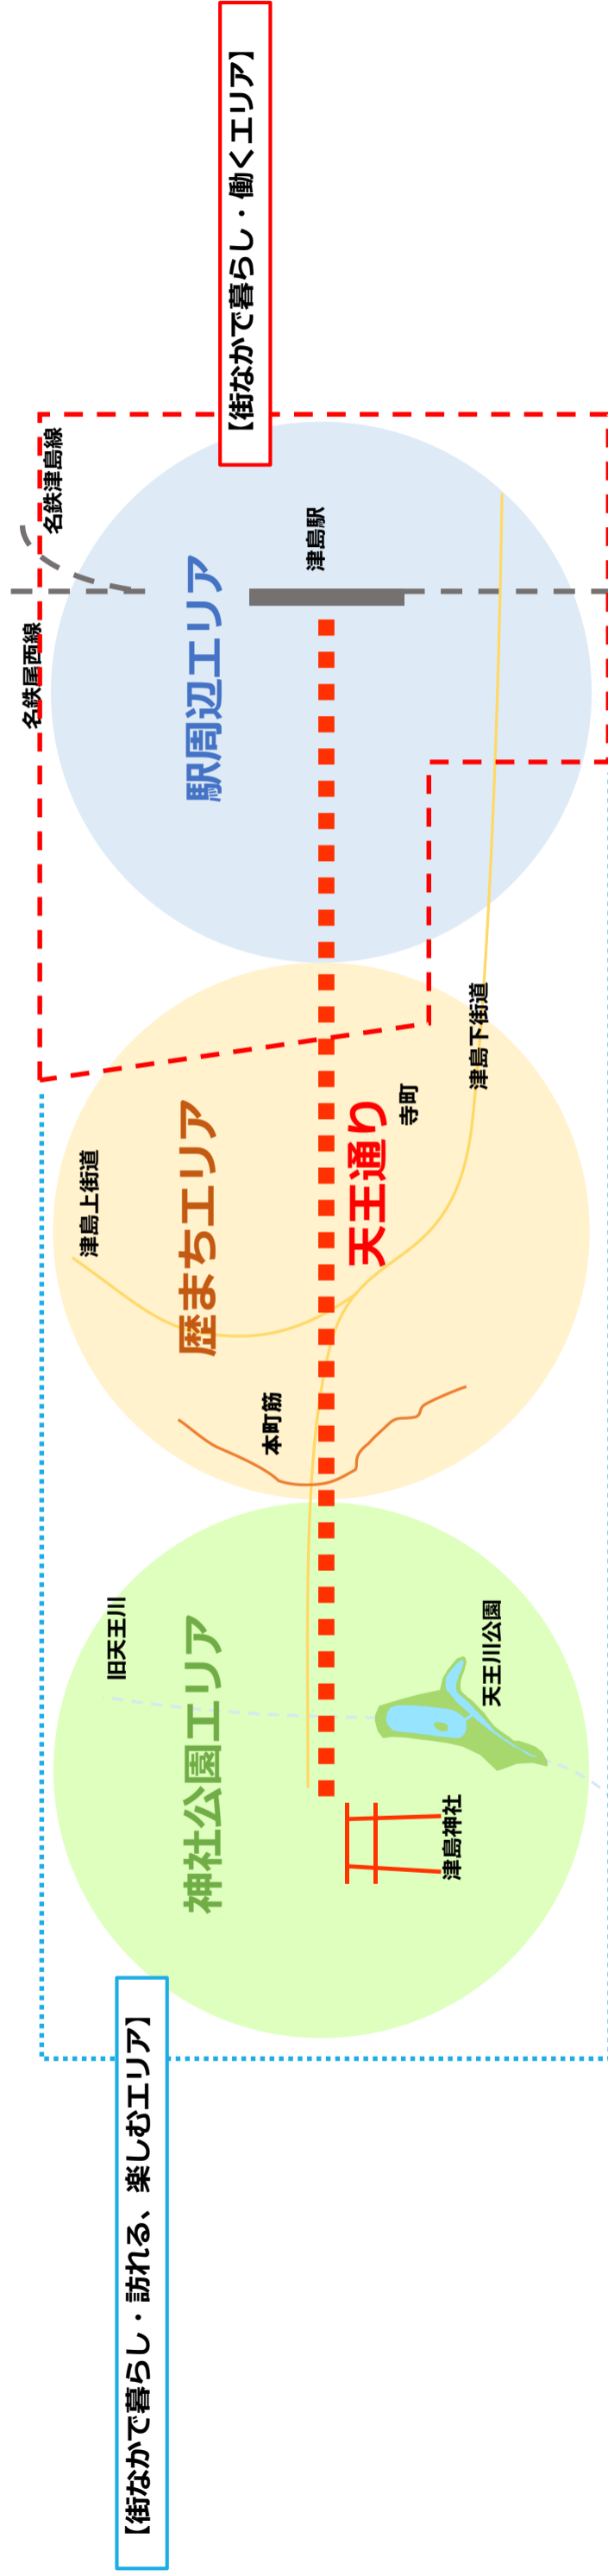 【街なかで暮らし・訪れる、楽しむエリア】
【街なかで暮らし・働くエリア】
名鉄尾西線
名鉄津島線
神社公園エリア
歴まちエリア
駅周辺エリア
旧天王川
津島上街道
本町筋
津島駅
天王通り
寺町
津島神社
天王川公園
津島下街道